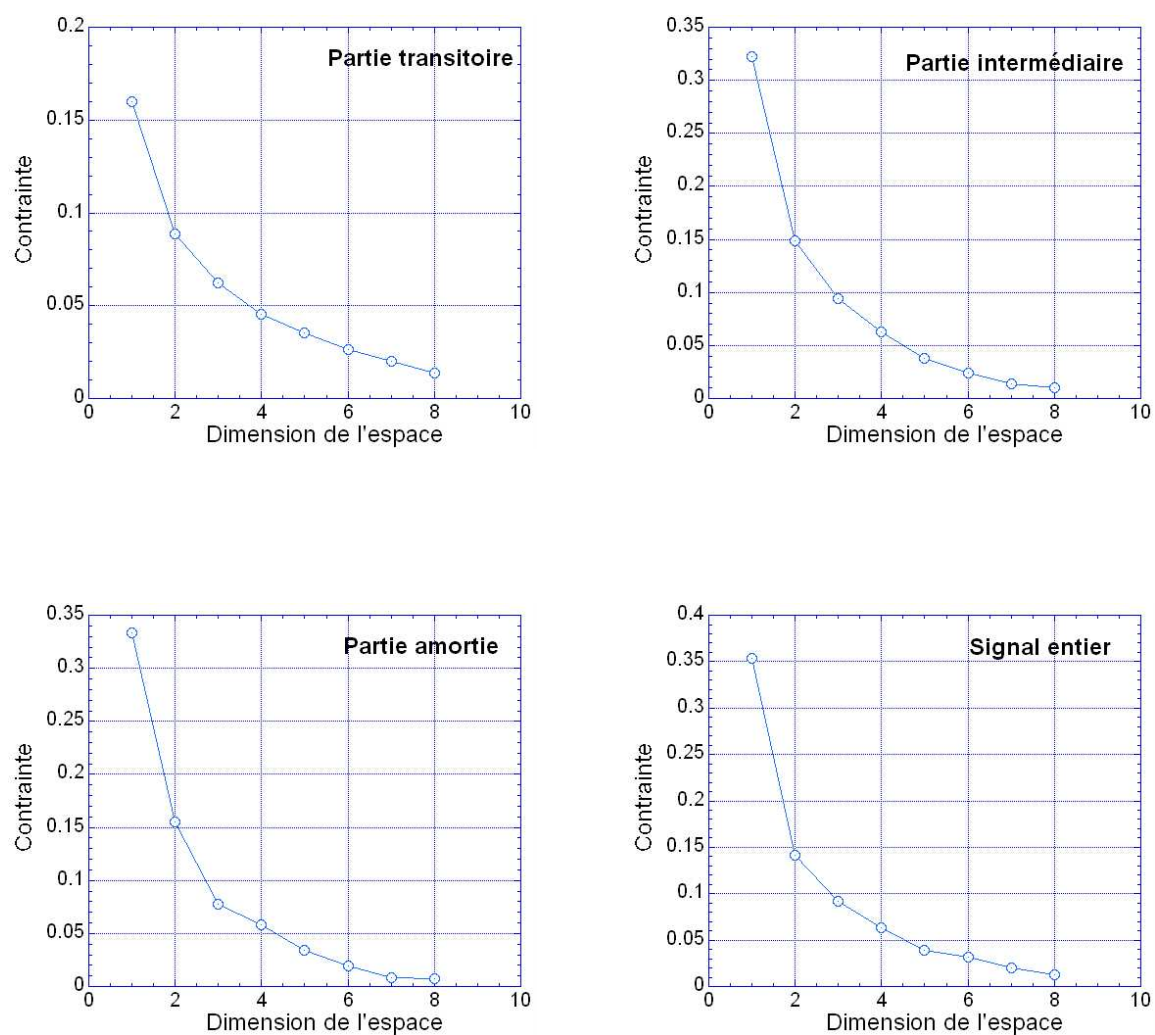 0.2
Partie transitoire
0.15
0.1
0.05
0
Contrainte
0 2 4 6 8 10
Dimension de l'espace
0.35
Partie intermédiaire
0.3
0.25
0.2
0.15
0.1
0.05
0
Contrainte
0 2 4 6 8 10
Dimension de l'espace
0.35
Partie amortie
0.3
0.25
0.2
0.15
0.1
0.05
0
Contrainte
0 2 4 6 8 10
Dimension de l'espace
0.4
Signal entier
0.35
0.3
0.25
0.2
0.15
0.1
0.05
0
Contrainte
0 2 4 6 8 10
Dimension de l'espace